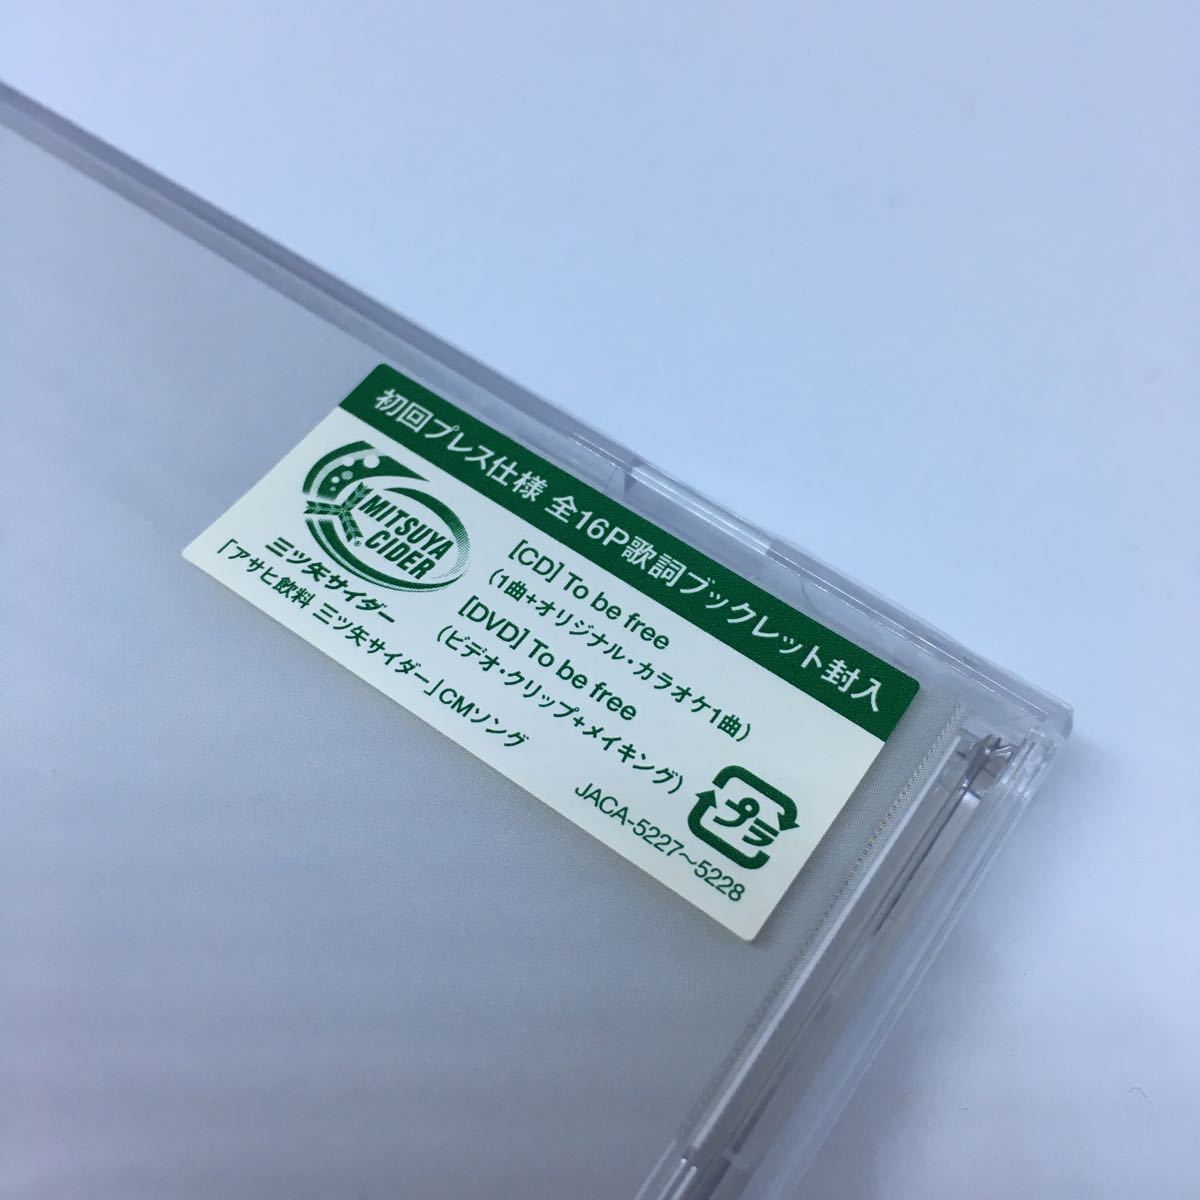 初回プレス仕様 全16P歌詞ブックレット封入
MITSUYA
CIDER
®
三ツ矢サイダー
「アサヒ飲料 三ツ矢サイダー」CMソング
[CD] To be free
(1曲+オリジナル・カラオケ1曲)
[DVD] To be free
(ビデオ・クリップ+メイキング)
プラ
JACA-5227～5228